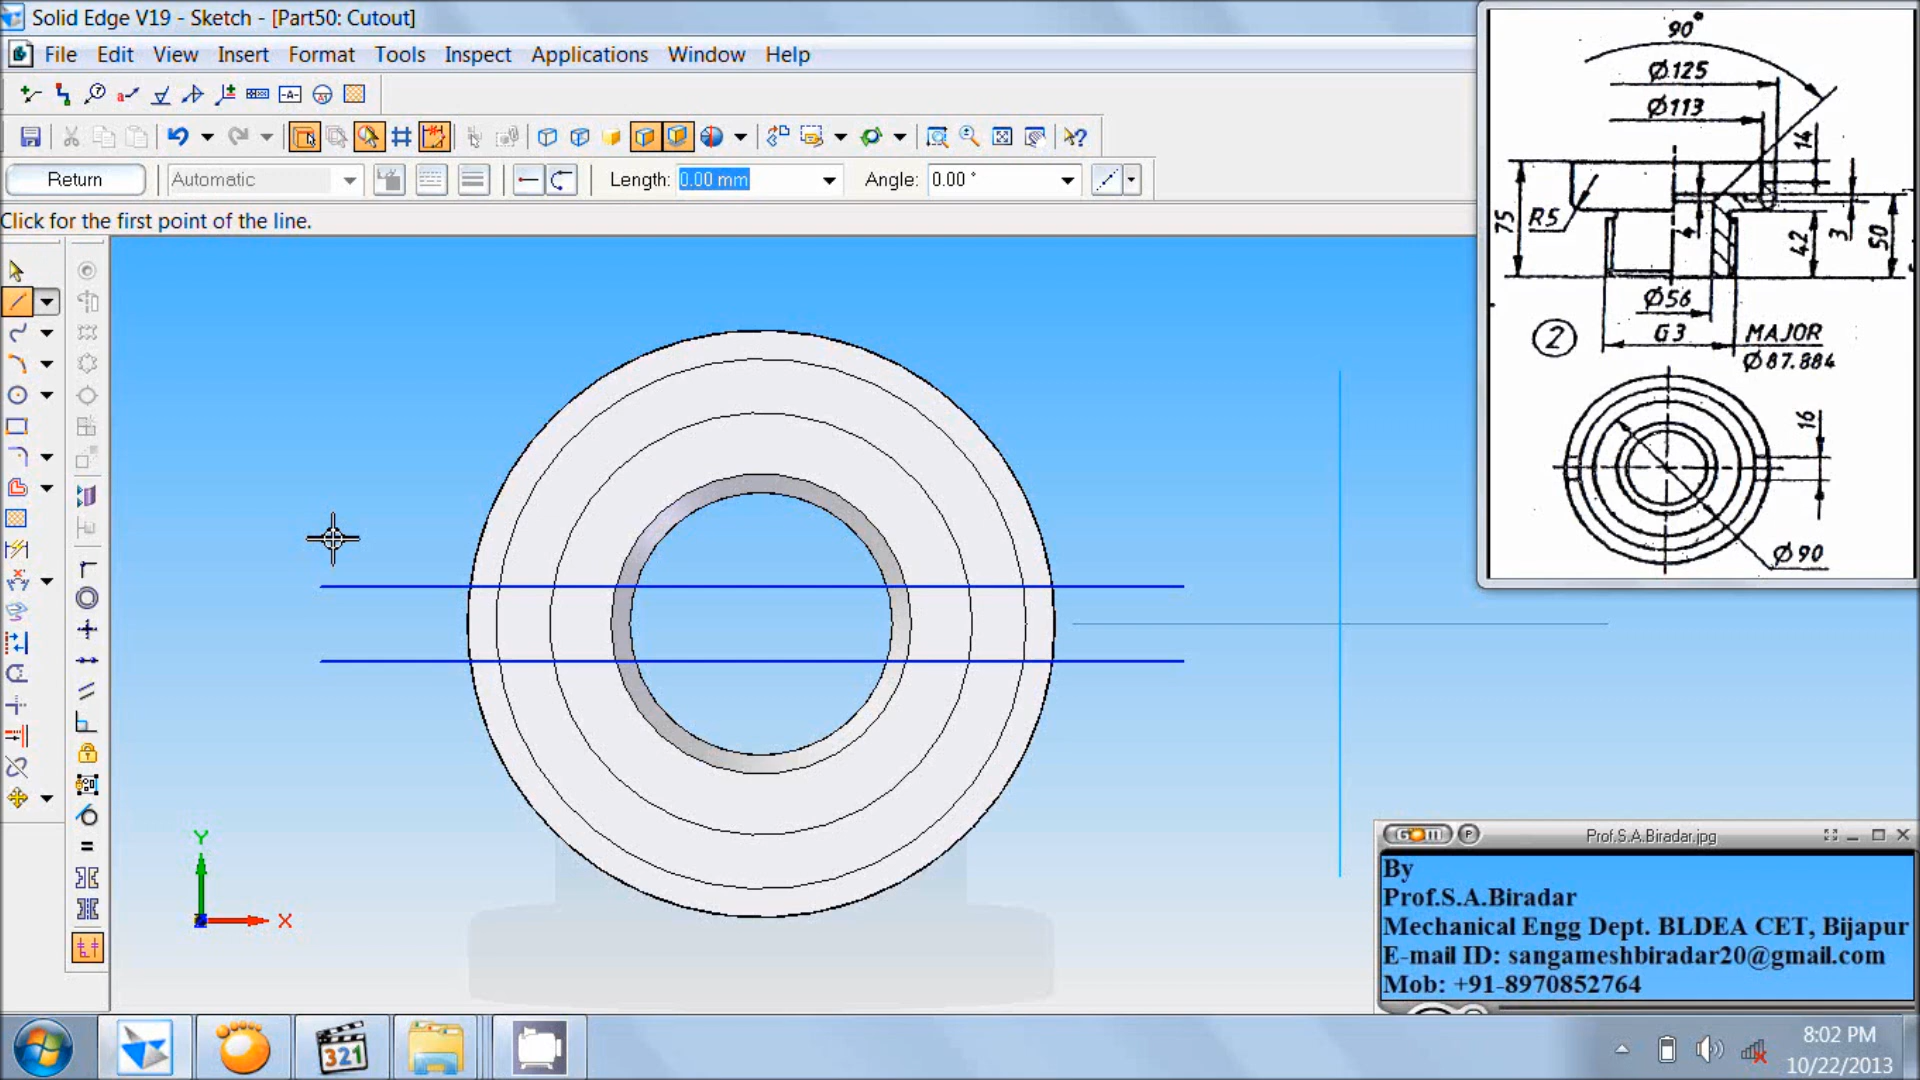 Solid Edge V19 - Sketch - [Part50: Cutout]
File Edit View Insert Format Tools Inspect Applications Window Help
Return Automatic Length: 0.00 mm Angle: 0.00 °
Click for the first point of the line.
90°
Ø125
Ø113
14
75
R5
42
3
50
Ø56
G3
MAJOR
Ø87.884
2
16
Ø90
Y
X
Prof.S.A.Biradar.jpg
By
Prof.S.A.Biradar
Mechanical Engg Dept. BLDEA CET, Bijapur
E-mail ID: sangameshbiradar20@gmail.com
Mob: +91-8970852764
321
8:02 PM
10/22/2013